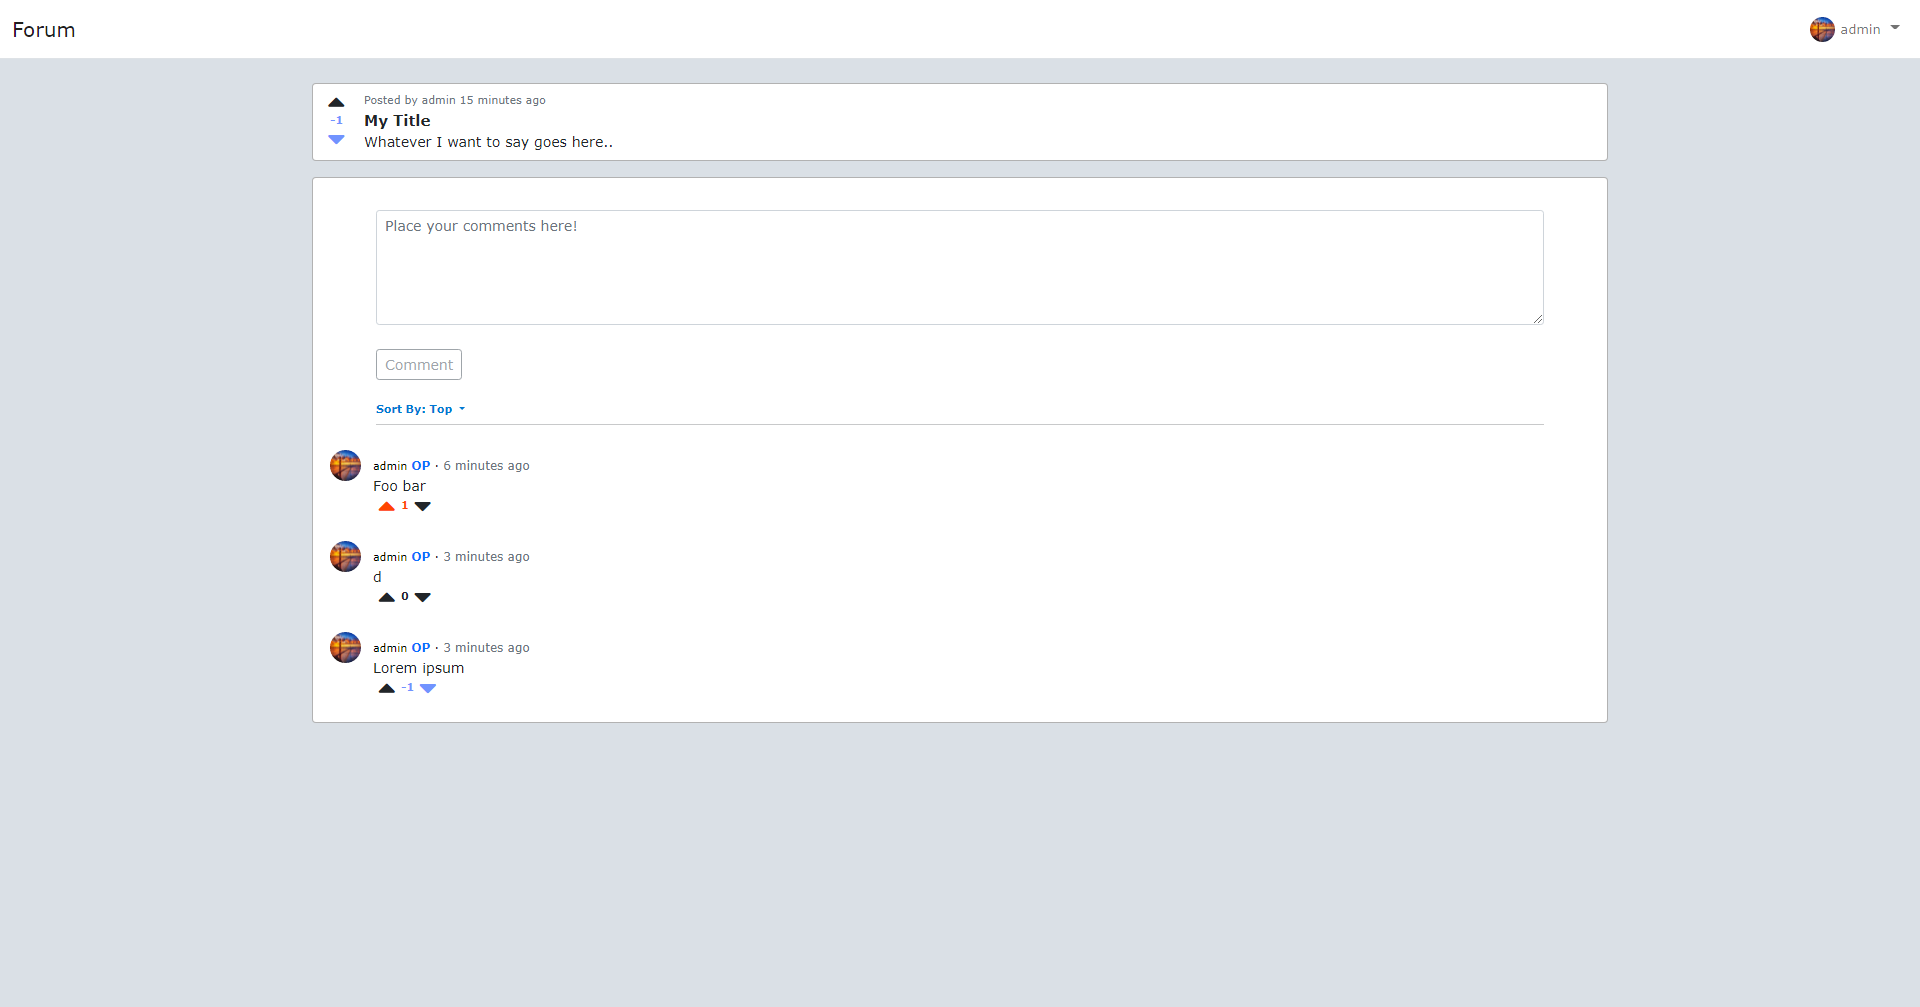 Forum
admin
Posted by admin 15 minutes ago
-1
My Title
Whatever I want to say goes here..
Place your comments here!
Comment
Sort By: Top
admin OP · 6 minutes ago
Foo bar
1
admin OP · 3 minutes ago
d
0
admin OP · 3 minutes ago
Lorem ipsum
-1